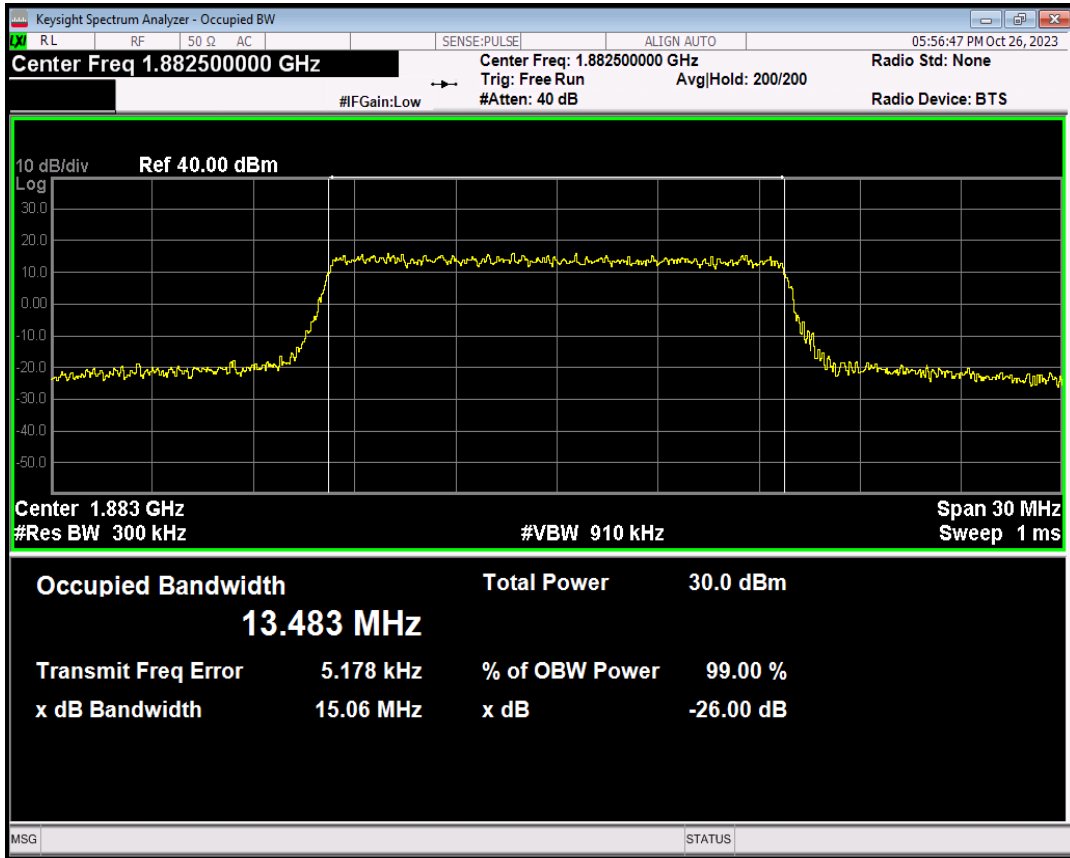 Keysight Spectrum Analyzer - Occupied BW
LXI RL RF 50 Ω AC SENSE:PULSE ALIGN AUTO 05:56:47 PM Oct 26, 2023
Center Freq 1.882500000 GHz Center Freq: 1.882500000 GHz Radio Std: None
Trig: Free Run Avg|Hold: 200/200
#IFGain:Low #Atten: 40 dB Radio Device: BTS
10 dB/div Ref 40.00 dBm
Log
30.0
20.0
10.0
0.00
-10.0
-20.0
-30.0
-40.0
-50.0
Center 1.883 GHz Span 30 MHz
#Res BW 300 kHz #VBW 910 kHz Sweep 1 ms
Occupied Bandwidth Total Power 30.0 dBm
13.483 MHz
Transmit Freq Error 5.178 kHz % of OBW Power 99.00 %
x dB Bandwidth 15.06 MHz x dB -26.00 dB
MSG STATUS